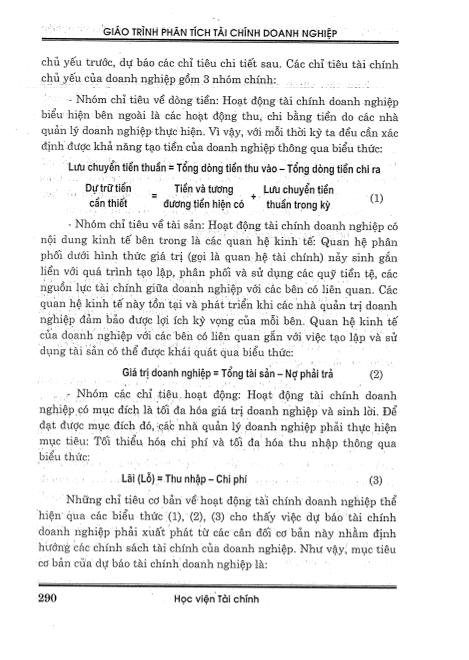 GIÁO TRÌNH PHÂN TÍCH TÀI CHÍNH DOANH NGHIỆP
chủ yếu trước, dự báo các chỉ tiêu chi tiết sau. Các chỉ tiêu tài chính
chủ yếu của doanh nghiệp gồm 3 nhóm chính:
- Nhóm chỉ tiêu về dòng tiền: Hoạt động tài chính doanh nghiệp
biểu hiện bên ngoài là các hoạt động thu, chi bằng tiền do các nhà
quản lý doanh nghiệp thực hiện. Vì vậy, với mỗi thời kỳ ta đều cần xác
định được khả năng tạo tiền của doanh nghiệp thông qua biểu thức:
Lưu chuyển tiền thuần = Tổng dòng tiền thu vào – Tổng dòng tiền chi ra
Dự trữ tiền = Tiền và tương + Lưu chuyển tiền (1)
cần thiết đương tiền hiện có thuần trong kỳ
- Nhóm chỉ tiêu về tài sản: Hoạt động tài chính doanh nghiệp có
nội dung kinh tế bên trong là các quan hệ kinh tế: Quan hệ phân
phối dưới hình thức giá trị (gọi là quan hệ tài chính) nảy sinh gắn
liền với quá trình tạo lập, phân phối và sử dụng các quỹ tiền tệ, các
nguồn lực tài chính giữa doanh nghiệp với các bên có liên quan. Các
quan hệ kinh tế này tồn tại và phát triển khi các nhà quản trị doanh
nghiệp đảm bảo được lợi ích kỳ vọng của mỗi bên. Quan hệ kinh tế
của doanh nghiệp với các bên có liên quan gắn với việc tạo lập và sử
dụng tài sản có thể được khái quát qua biểu thức:
Giá trị doanh nghiệp = Tổng tài sản – Nợ phải trả (2)
- Nhóm các chỉ tiêu hoạt động: Hoạt động tài chính doanh
nghiệp có mục đích là tối đa hóa giá trị doanh nghiệp và sinh lời. Để
đạt được mục đích đó, các nhà quản lý doanh nghiệp phải thực hiện
mục tiêu: Tối thiểu hóa chi phí và tối đa hóa thu nhập thông qua
biểu thức:
Lãi (Lỗ) = Thu nhập – Chi phí (3)
Những chỉ tiêu cơ bản về hoạt động tài chính doanh nghiệp thể
hiện qua các biểu thức (1), (2), (3) cho thấy việc dự báo tài chính
doanh nghiệp phải xuất phát từ các cân đối cơ bản này nhằm định
hướng các chính sách tài chính của doanh nghiệp. Như vậy, mục tiêu
cơ bản của dự báo tài chính doanh nghiệp là:
290 Học viện Tài chính